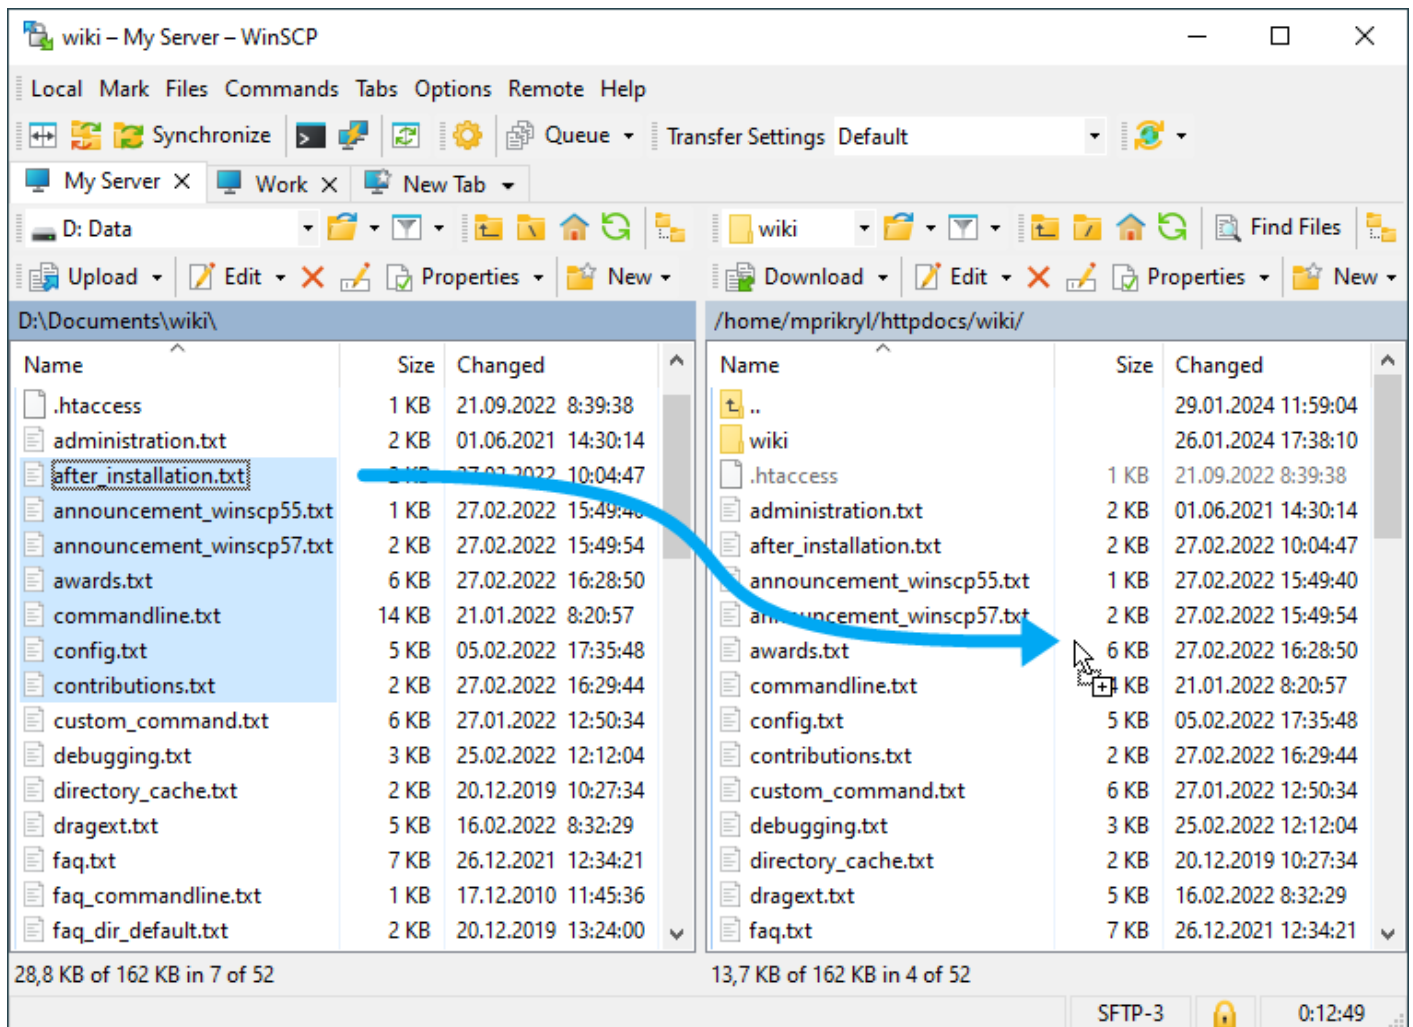 wiki – My Server – WinSCP
Local Mark Files Commands Tabs Options Remote Help
Synchronize Queue Transfer Settings Default
My Server Work New Tab
D: Data wiki Find Files
Upload Edit Properties New Download Edit Properties New
D:\Documents\wiki\ /home/mprikryl/httpdocs/wiki/
Name Size Changed Name Size Changed
.htaccess 1 KB 21.09.2022 8:39:38 .. 29.01.2024 11:59:04
administration.txt 2 KB 01.06.2021 14:30:14 wiki 26.01.2024 17:38:10
after_installation.txt KB 27.02.2022 10:04:47 .htaccess 1 KB 21.09.2022 8:39:38
announcement_winscp55.txt 1 KB 27.02.2022 15:49:40 administration.txt 2 KB 01.06.2021 14:30:14
announcement_winscp57.txt 2 KB 27.02.2022 15:49:54 after_installation.txt 2 KB 27.02.2022 10:04:47
awards.txt 6 KB 27.02.2022 16:28:50 announcement_winscp55.txt 1 KB 27.02.2022 15:49:40
commandline.txt 14 KB 21.01.2022 8:20:57 announcement_winscp57.txt 2 KB 27.02.2022 15:49:54
config.txt 5 KB 05.02.2022 17:35:48 awards.txt 6 KB 27.02.2022 16:28:50
contributions.txt 2 KB 27.02.2022 16:29:44 commandline.txt KB 21.01.2022 8:20:57
custom_command.txt 6 KB 27.01.2022 12:50:34 config.txt 5 KB 05.02.2022 17:35:48
debugging.txt 3 KB 25.02.2022 12:12:04 contributions.txt 2 KB 27.02.2022 16:29:44
directory_cache.txt 2 KB 20.12.2019 10:27:34 custom_command.txt 6 KB 27.01.2022 12:50:34
dragext.txt 5 KB 16.02.2022 8:32:29 debugging.txt 3 KB 25.02.2022 12:12:04
faq.txt 7 KB 26.12.2021 12:34:21 directory_cache.txt 2 KB 20.12.2019 10:27:34
faq_commandline.txt 1 KB 17.12.2010 11:45:36 dragext.txt 5 KB 16.02.2022 8:32:29
faq_dir_default.txt 2 KB 20.12.2019 13:24:00 faq.txt 7 KB 26.12.2021 12:34:21
28,8 KB of 162 KB in 7 of 52 13,7 KB of 162 KB in 4 of 52
SFTP-3 0:12:49